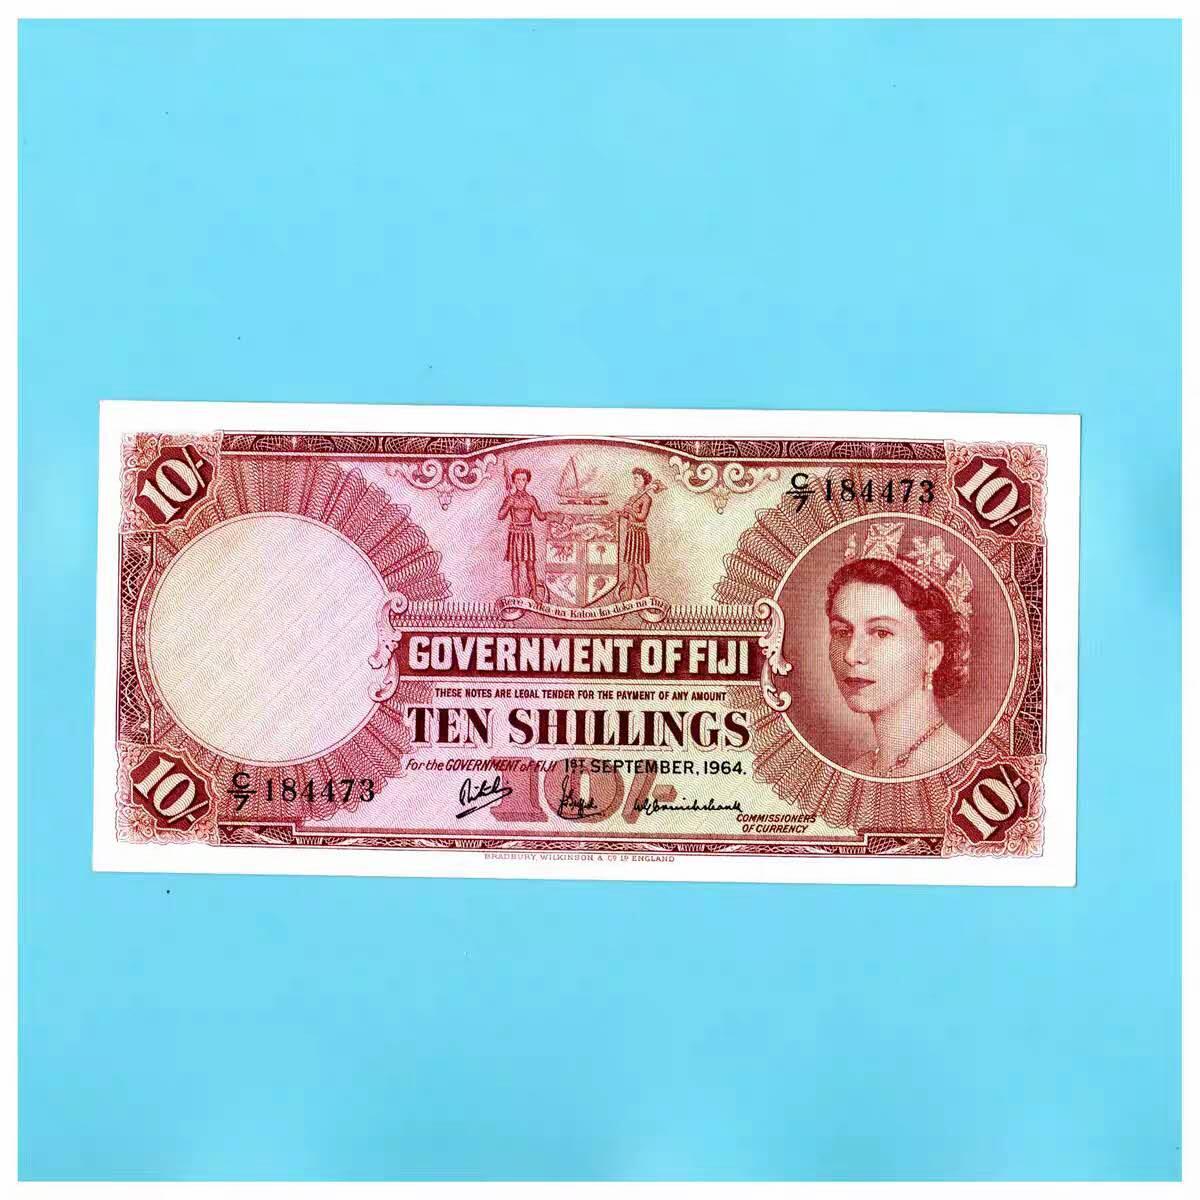 10/-
10/-
C/7 184473
Rere vaka na Kalou ka doka na Tui
GOVERNMENT OF FIJI
THESE NOTES ARE LEGAL TENDER FOR THE PAYMENT OF ANY AMOUNT
TEN SHILLINGS
For the GOVERNMENT of FIJI 1ST SEPTEMBER, 1964.
C/7 184473
10/-
10/-
10/-
COMMISSIONERS
OF CURRENCY
BRADBURY, WILKINSON & Co. LD. ENGLAND